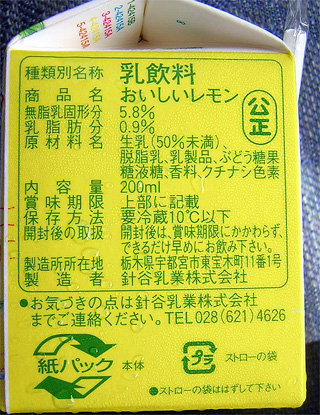 種類別名称 乳飲料
商品名 おいしいレモン
公正
無脂乳固形分 5.8%
乳脂肪分 0.9%
原材料名 生乳(50%未満)、
脱脂乳、乳製品、ぶどう糖果
糖液糖、香料、クチナシ色素
内容量 200ml
賞味期限 上部に記載
保存方法 要冷蔵10℃以下
開封後の取扱 開封後は、賞味期限にかかわらず、
できるだけ早めにお飲み下さい。
製造所所在地 栃木県宇都宮市東宝木町11番1号
製造者 針谷乳業株式会社
●お気づきの点は針谷乳業株式会社
までご連絡ください。TEL028(621)4626
紙パック 本体
プラ ストローの袋
●ストローの袋ははずして下さい